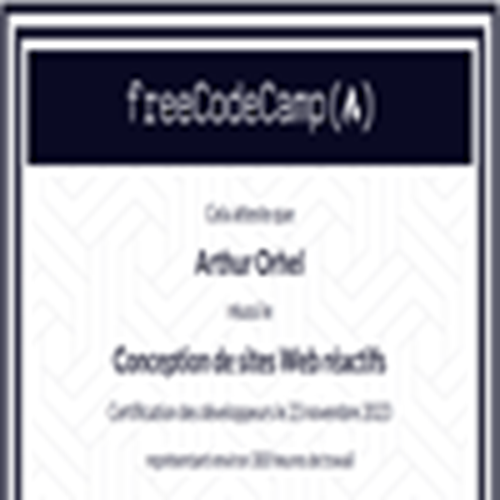 freeCodeCamp
Cela atteste que
Arthur Orhel
réussi le
Conception de sites Web réactifs
Certification des développeurs le 23 novembre 2023
représentant environ 300 heures de travail